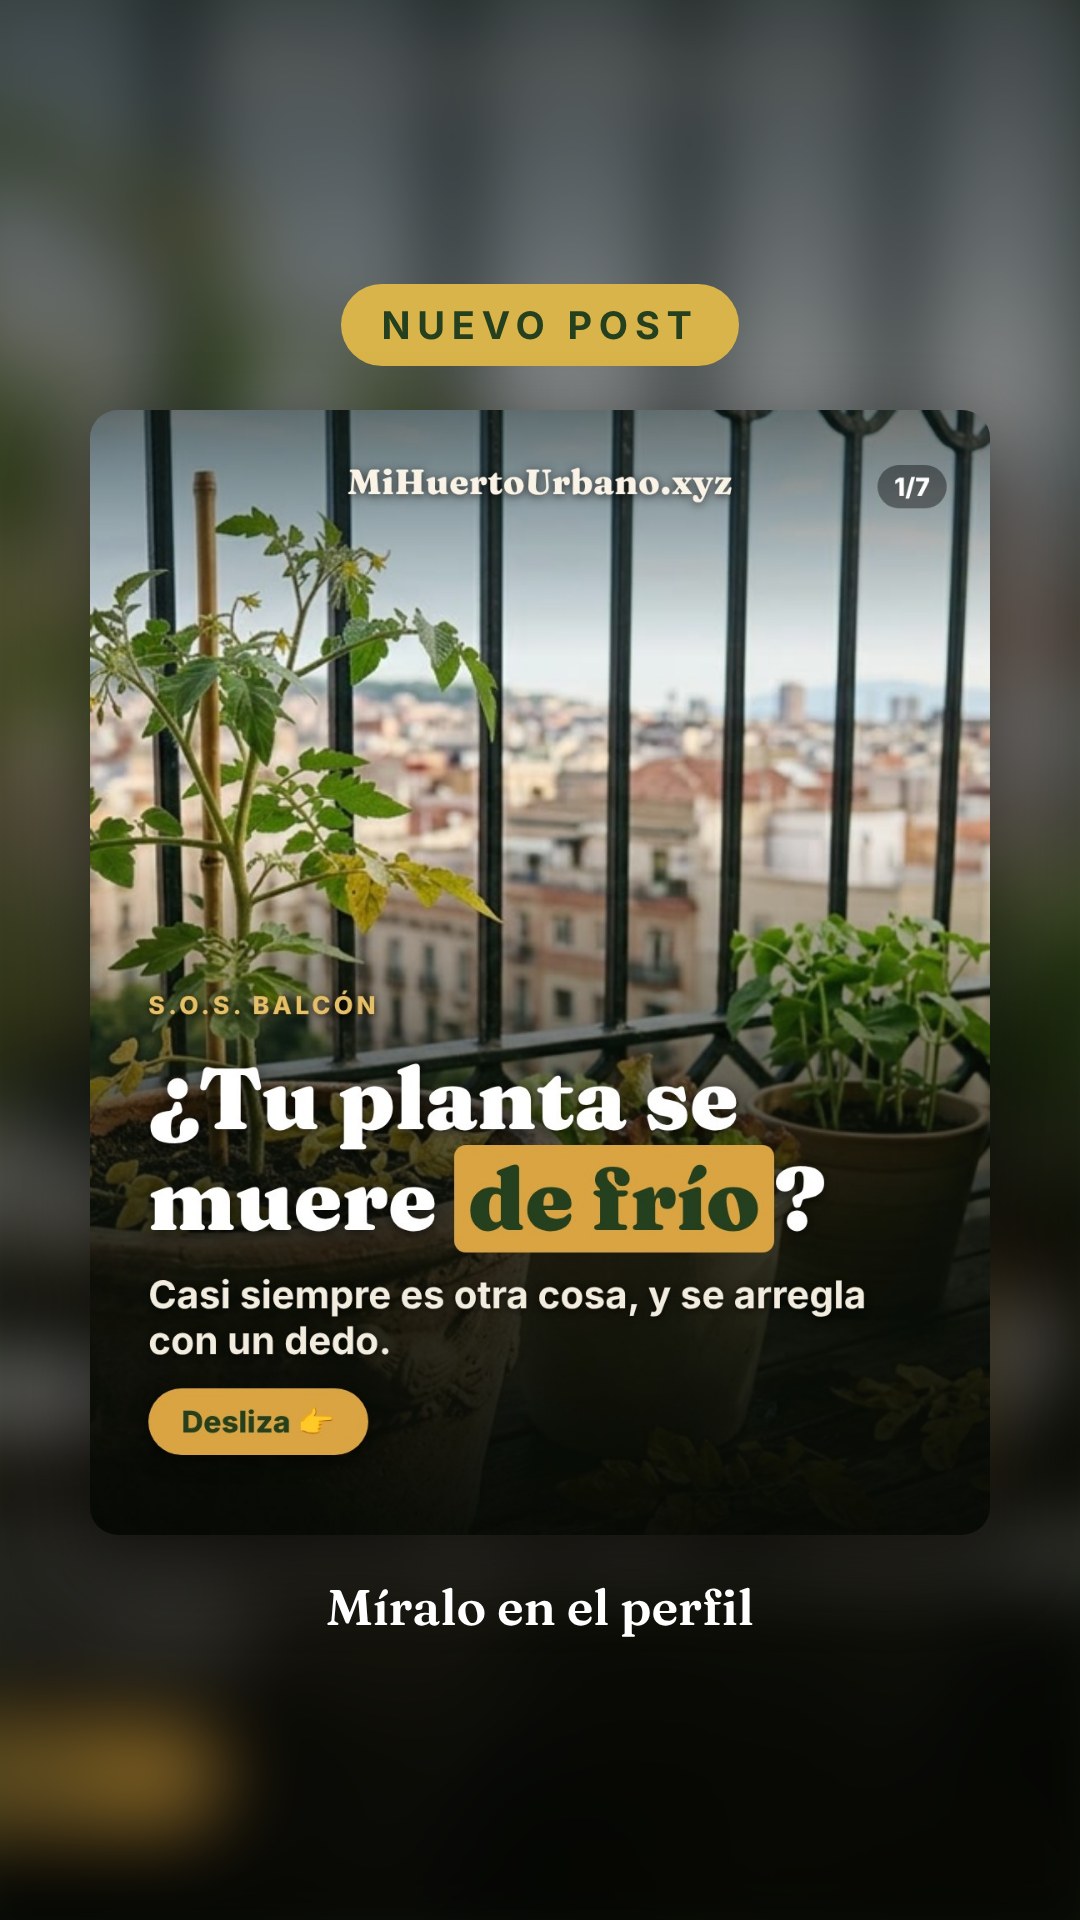 NUEVO POST
MiHuertoUrbano.xyz
1/7
S.O.S. BALCÓN
¿Tu planta se
muere de frío?
Casi siempre es otra cosa, y se arregla
con un dedo.
Desliza 👉
Míralo en el perfil